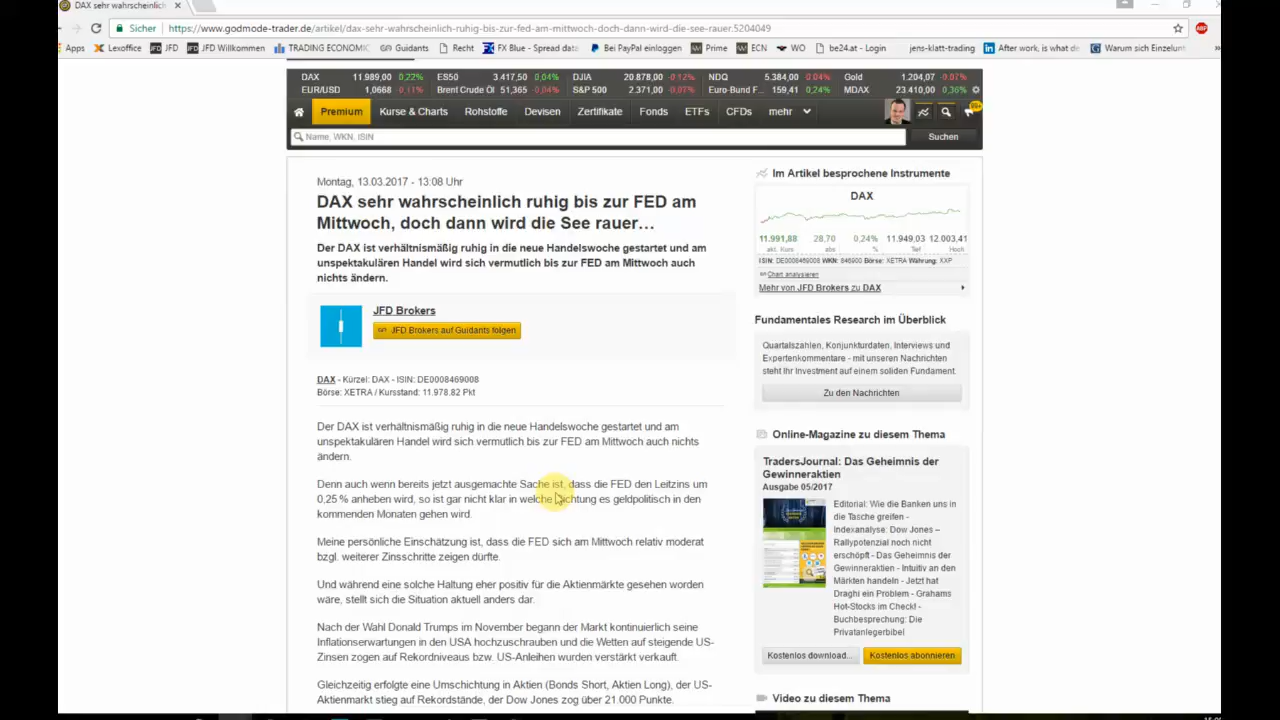 DAX sehr wahrscheinlich
Sicher https://www.godmode-trader.de/artikel/dax-sehr-wahrscheinlich-ruhig-bis-zur-fed-am-mittwoch-doch-dann-wird-die-see-rauer,5204049
Apps Lexoffice JFD JFD Willkommen TRADING ECONOMIC Guidants Recht FX Blue - Spread data Bei PayPal einloggen Prime ECN WO be24.at - Login jens-klatt-trading After work, is what de Warum sich Einzelunt
DAX 11.989,00 0,22% ES50 3.417,50 0,04% DJIA 20.878,00 -0,12% NDQ 5.384,00 0,04% Gold 1.204,07 -0,07%
EUR/USD 1,0668 -0,11% Brent Crude Öl 51,365 -0,04% S&P 500 2.371,00 -0,07% Euro-Bund F... 159,41 0,24% MDAX 23.410,00 0,36%
Premium Kurse & Charts Rohstoffe Devisen Zertifikate Fonds ETFs CFDs mehr 99+
Name, WKN, ISIN Suchen
Montag, 13.03.2017 - 13:08 Uhr
DAX sehr wahrscheinlich ruhig bis zur FED am
Mittwoch, doch dann wird die See rauer…
Der DAX ist verhältnismäßig ruhig in die neue Handelswoche gestartet und am
unspektakulären Handel wird sich vermutlich bis zur FED am Mittwoch auch
nichts ändern.
JFD Brokers
JFD Brokers auf Guidants folgen
DAX - Kürzel: DAX - ISIN: DE0008469008
Börse: XETRA / Kursstand: 11.978.82 Pkt
Der DAX ist verhältnismäßig ruhig in die neue Handelswoche gestartet und am
unspektakulären Handel wird sich vermutlich bis zur FED am Mittwoch auch nichts
ändern.
Denn auch wenn bereits jetzt ausgemachte Sache ist, dass die FED den Leitzins um
0,25 % anheben wird, so ist gar nicht klar in welche Richtung es geldpolitisch in den
kommenden Monaten gehen wird.
Meine persönliche Einschätzung ist, dass die FED sich am Mittwoch relativ moderat
bzgl. weiterer Zinsschritte zeigen dürfte.
Und während eine solche Haltung eher positiv für die Aktienmärkte gesehen worden
wäre, stellt sich die Situation aktuell anders dar.
Nach der Wahl Donald Trumps im November begann der Markt kontinuierlich seine
Inflationserwartungen in den USA hochzuschrauben und die Wetten auf steigende US-
Zinsen zogen auf Rekordniveaus bzw. US-Anleihen wurden verstärkt verkauft.
Gleichzeitig erfolgte eine Umschichtung in Aktien (Bonds Short, Aktien Long), der US-
Aktienmarkt stieg auf Rekordstände, der Dow Jones zog über 21.000 Punkte.
Im Artikel besprochene Instrumente
DAX
11.991,88 28,70 0,24% 11.949,03 12.003,41
akt. Kurs abs % Tief Hoch
ISIN: DE0008469008 WKN: 846900 Börse: XETRA Währung: XXP
Chart analysieren
Mehr von JFD Brokers zu DAX
Fundamentales Research im Überblick
Quartalszahlen, Konjunkturdaten, Interviews und
Expertenkommentare - mit unseren Nachrichten
steht Ihr Investment auf einem soliden Fundament.
Zu den Nachrichten
Online-Magazine zu diesem Thema
TradersJournal: Das Geheimnis der
Gewinneraktien
Ausgabe 05/2017
Editorial: Wie die Banken uns in
die Tasche greifen -
Indexanalyse: Dow Jones –
Rallypotenzial noch nicht
erschöpft - Das Geheimnis der
Gewinneraktien - Intuitiv an den
Märkten handeln - Jetzt hat
Draghi ein Problem - Grahams
Hot-Stocks im Check! -
Buchbesprechung: Die
Privatanlegerbibel
Kostenlos download... Kostenlos abonnieren
Video zu diesem Thema